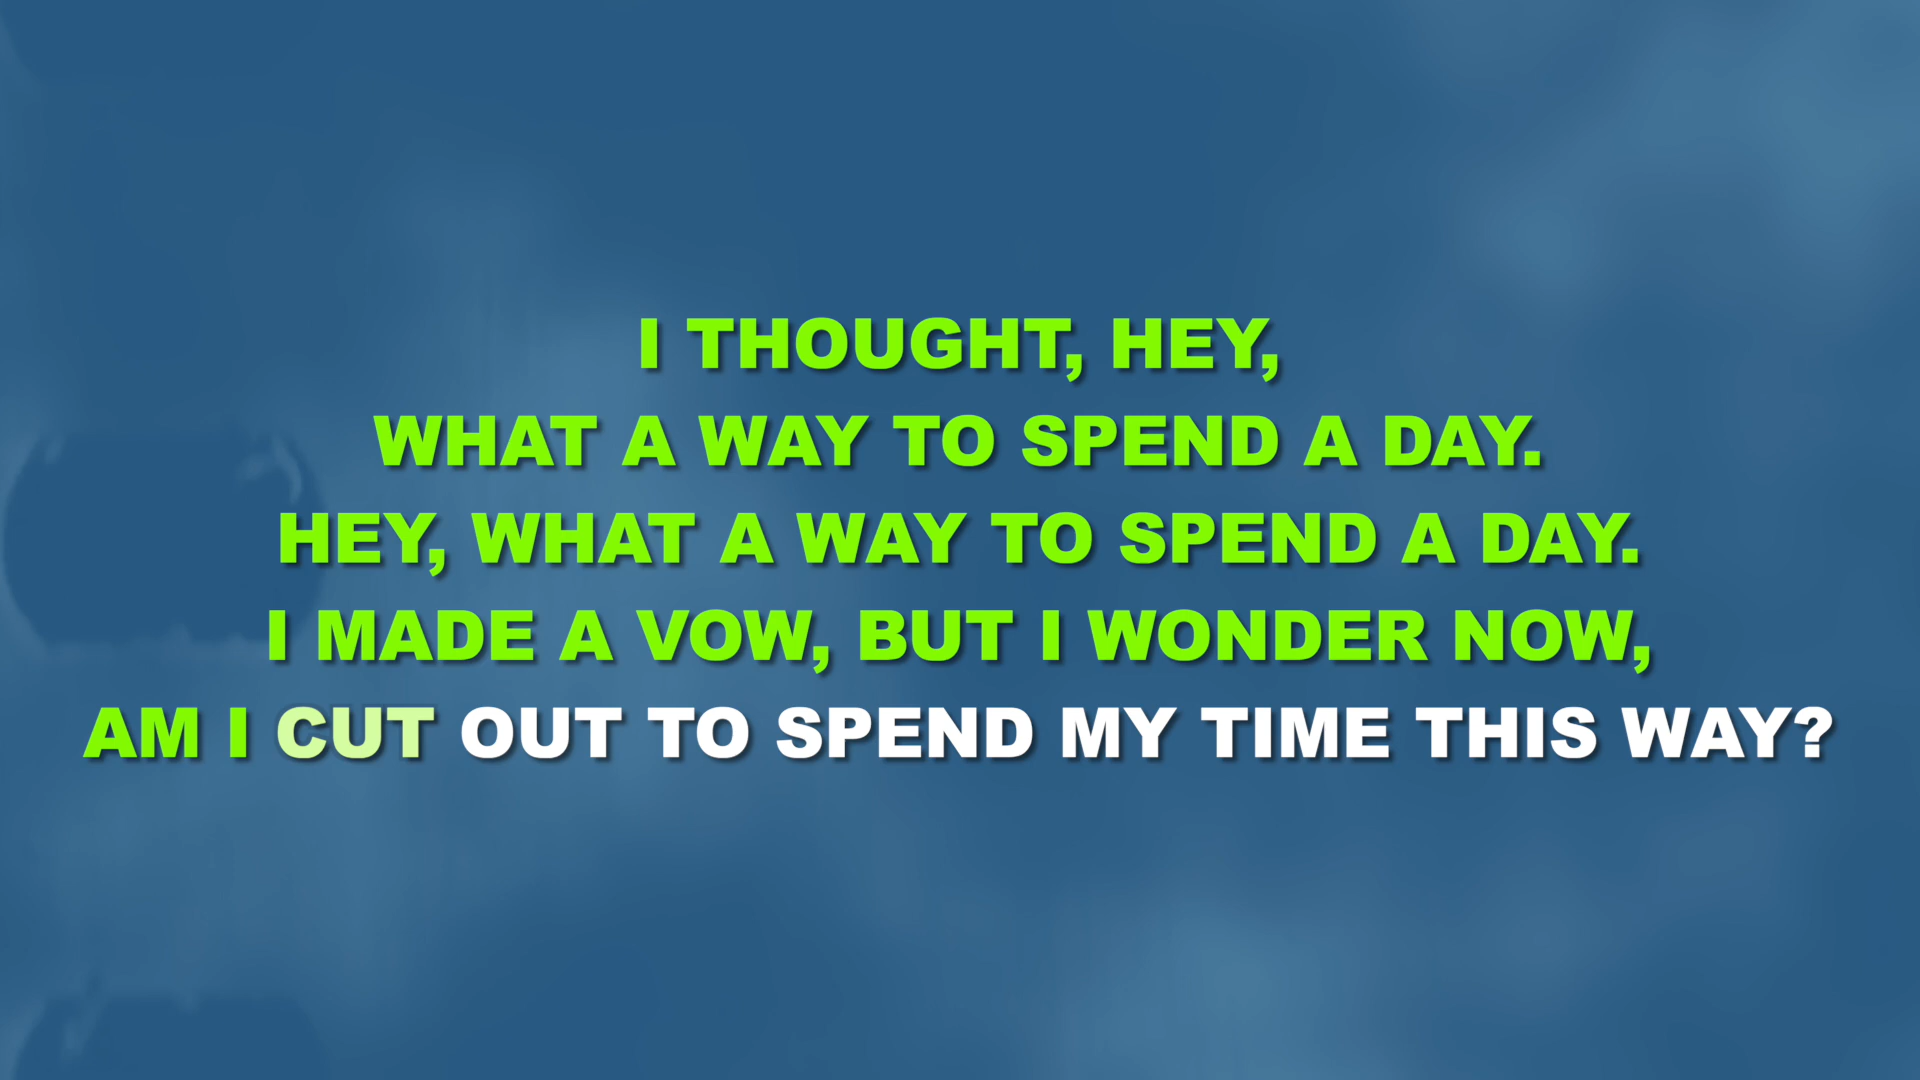 I THOUGHT, HEY,
WHAT A WAY TO SPEND A DAY.
HEY, WHAT A WAY TO SPEND A DAY.
I MADE A VOW, BUT I WONDER NOW,
AM I CUT OUT TO SPEND MY TIME THIS WAY?